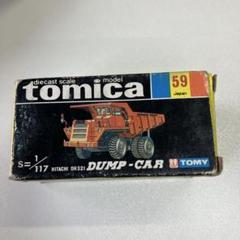 diecast scale model
tomica
59
Japan
S=1/117 HITACHI DH321 DUMP-CAR
TOMY